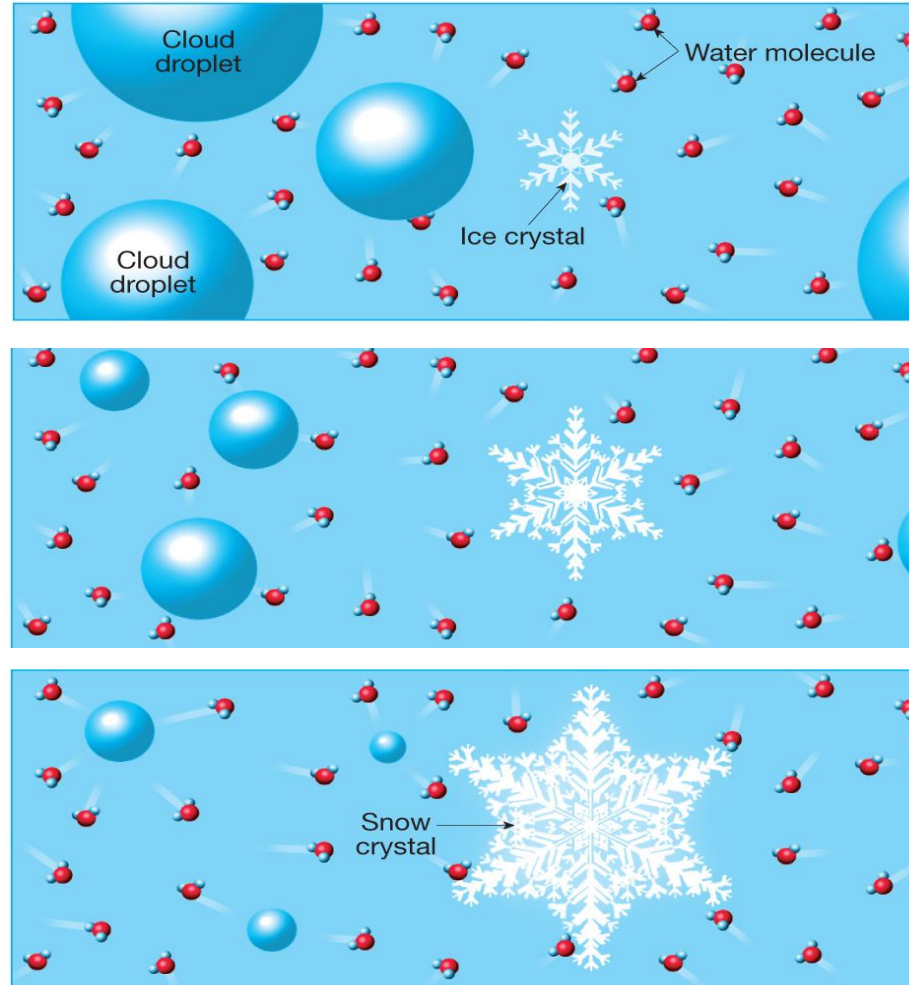 Cloud
droplet
Water molecule
Ice crystal
Cloud
droplet
Snow
crystal